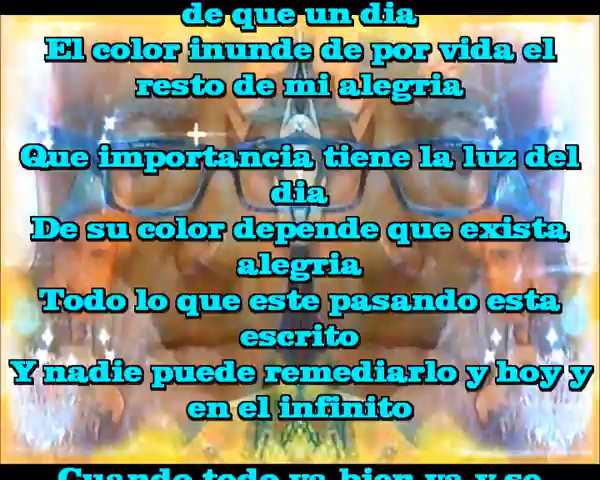 de que un dia
El color inunde de por vida el
resto de mi alegria
Que importancia tiene la luz del
dia
De su color depende que exista
alegria
Todo lo que este pasando esta
escrito
Y nadie puede remediarlo y hoy y
en el infinito
Cuando todo va bien va y se